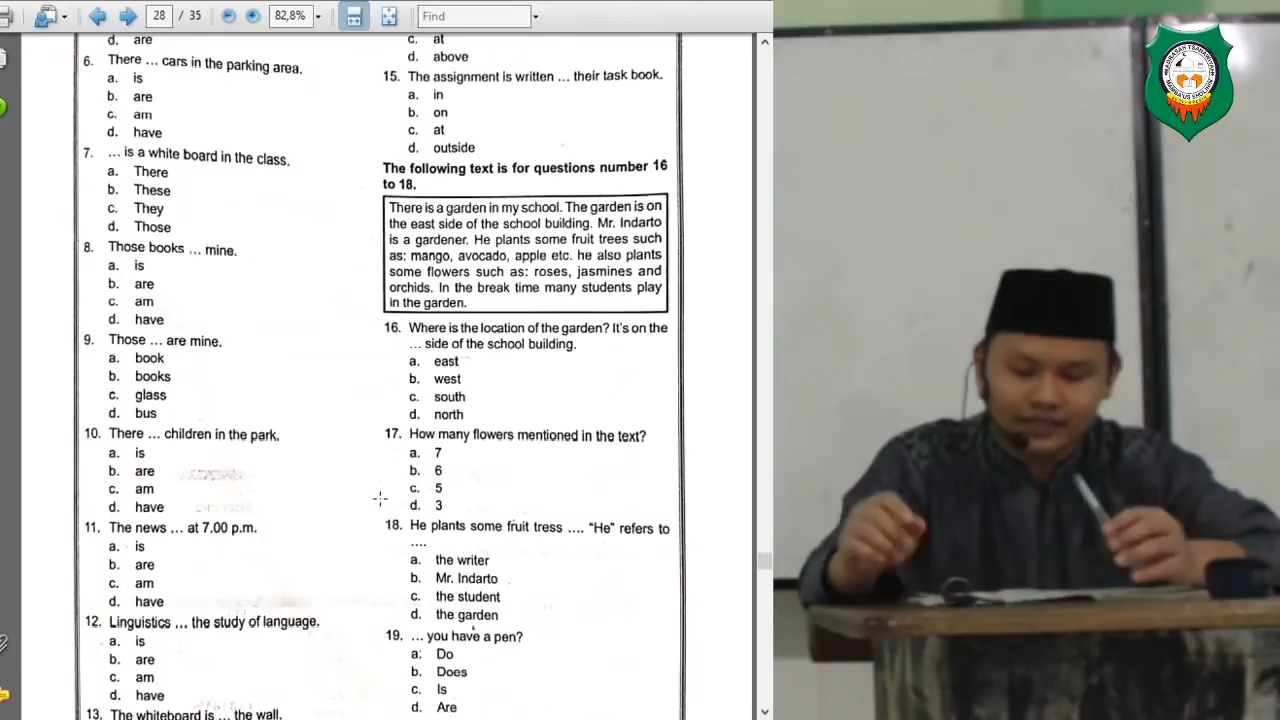 28 / 35
82,8%
Find
d. are
6. There ... cars in the parking area.
a. is
b. are
c. am
d. have
7. ... is a white board in the class.
a. There
b. These
c. They
d. Those
8. Those books ... mine.
a. is
b. are
c. am
d. have
9. Those ... are mine.
a. book
b. books
c. glass
d. bus
10. There ... children in the park.
a. is
b. are
c. am
d. have
11. The news ... at 7.00 p.m.
a. is
b. are
c. am
d. have
12. Linguistics ... the study of language.
a. is
b. are
c. am
d. have
13. The whiteboard is ... the wall.
c. at
d. above
15. The assignment is written ... their task book.
a. in
b. on
c. at
d. outside
The following text is for questions number 16
to 18.
There is a garden in my school. The garden is on
the east side of the school building. Mr. Indarto
is a gardener. He plants some fruit trees such
as: mango, avocado, apple etc. he also plants
some flowers such as: roses, jasmines and
orchids. In the break time many students play
in the garden.
16. Where is the location of the garden? It's on the
... side of the school building.
a. east
b. west
c. south
d. north
17. How many flowers mentioned in the text?
a. 7
b. 6
c. 5
d. 3
18. He plants some fruit tress .... "He" refers to
....
a. the writer
b. Mr. Indarto
c. the student
d. the garden
19. ... you have a pen?
a. Do
b. Does
c. Is
d. Are
MADRASAH TSANAWIYAH